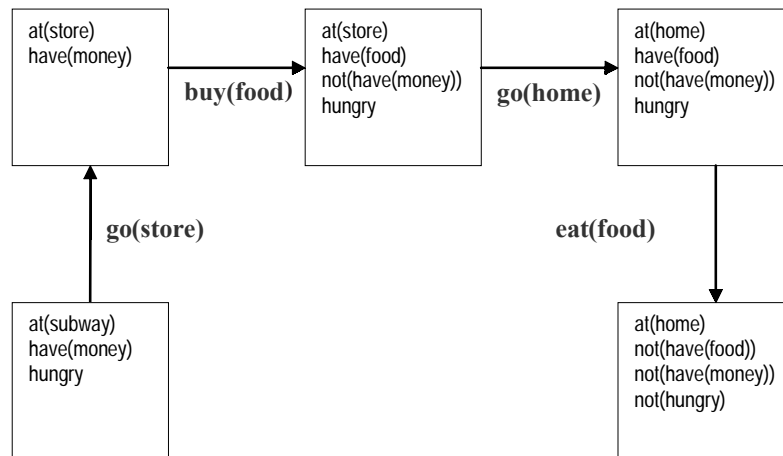 at(store)
have(money)
buy(food)
at(store)
have(food)
not(have(money))
hungry
go(home)
at(home)
have(food)
not(have(money))
hungry
go(store)
eat(food)
at(subway)
have(money)
hungry
at(home)
not(have(food))
not(have(money))
not(hungry)